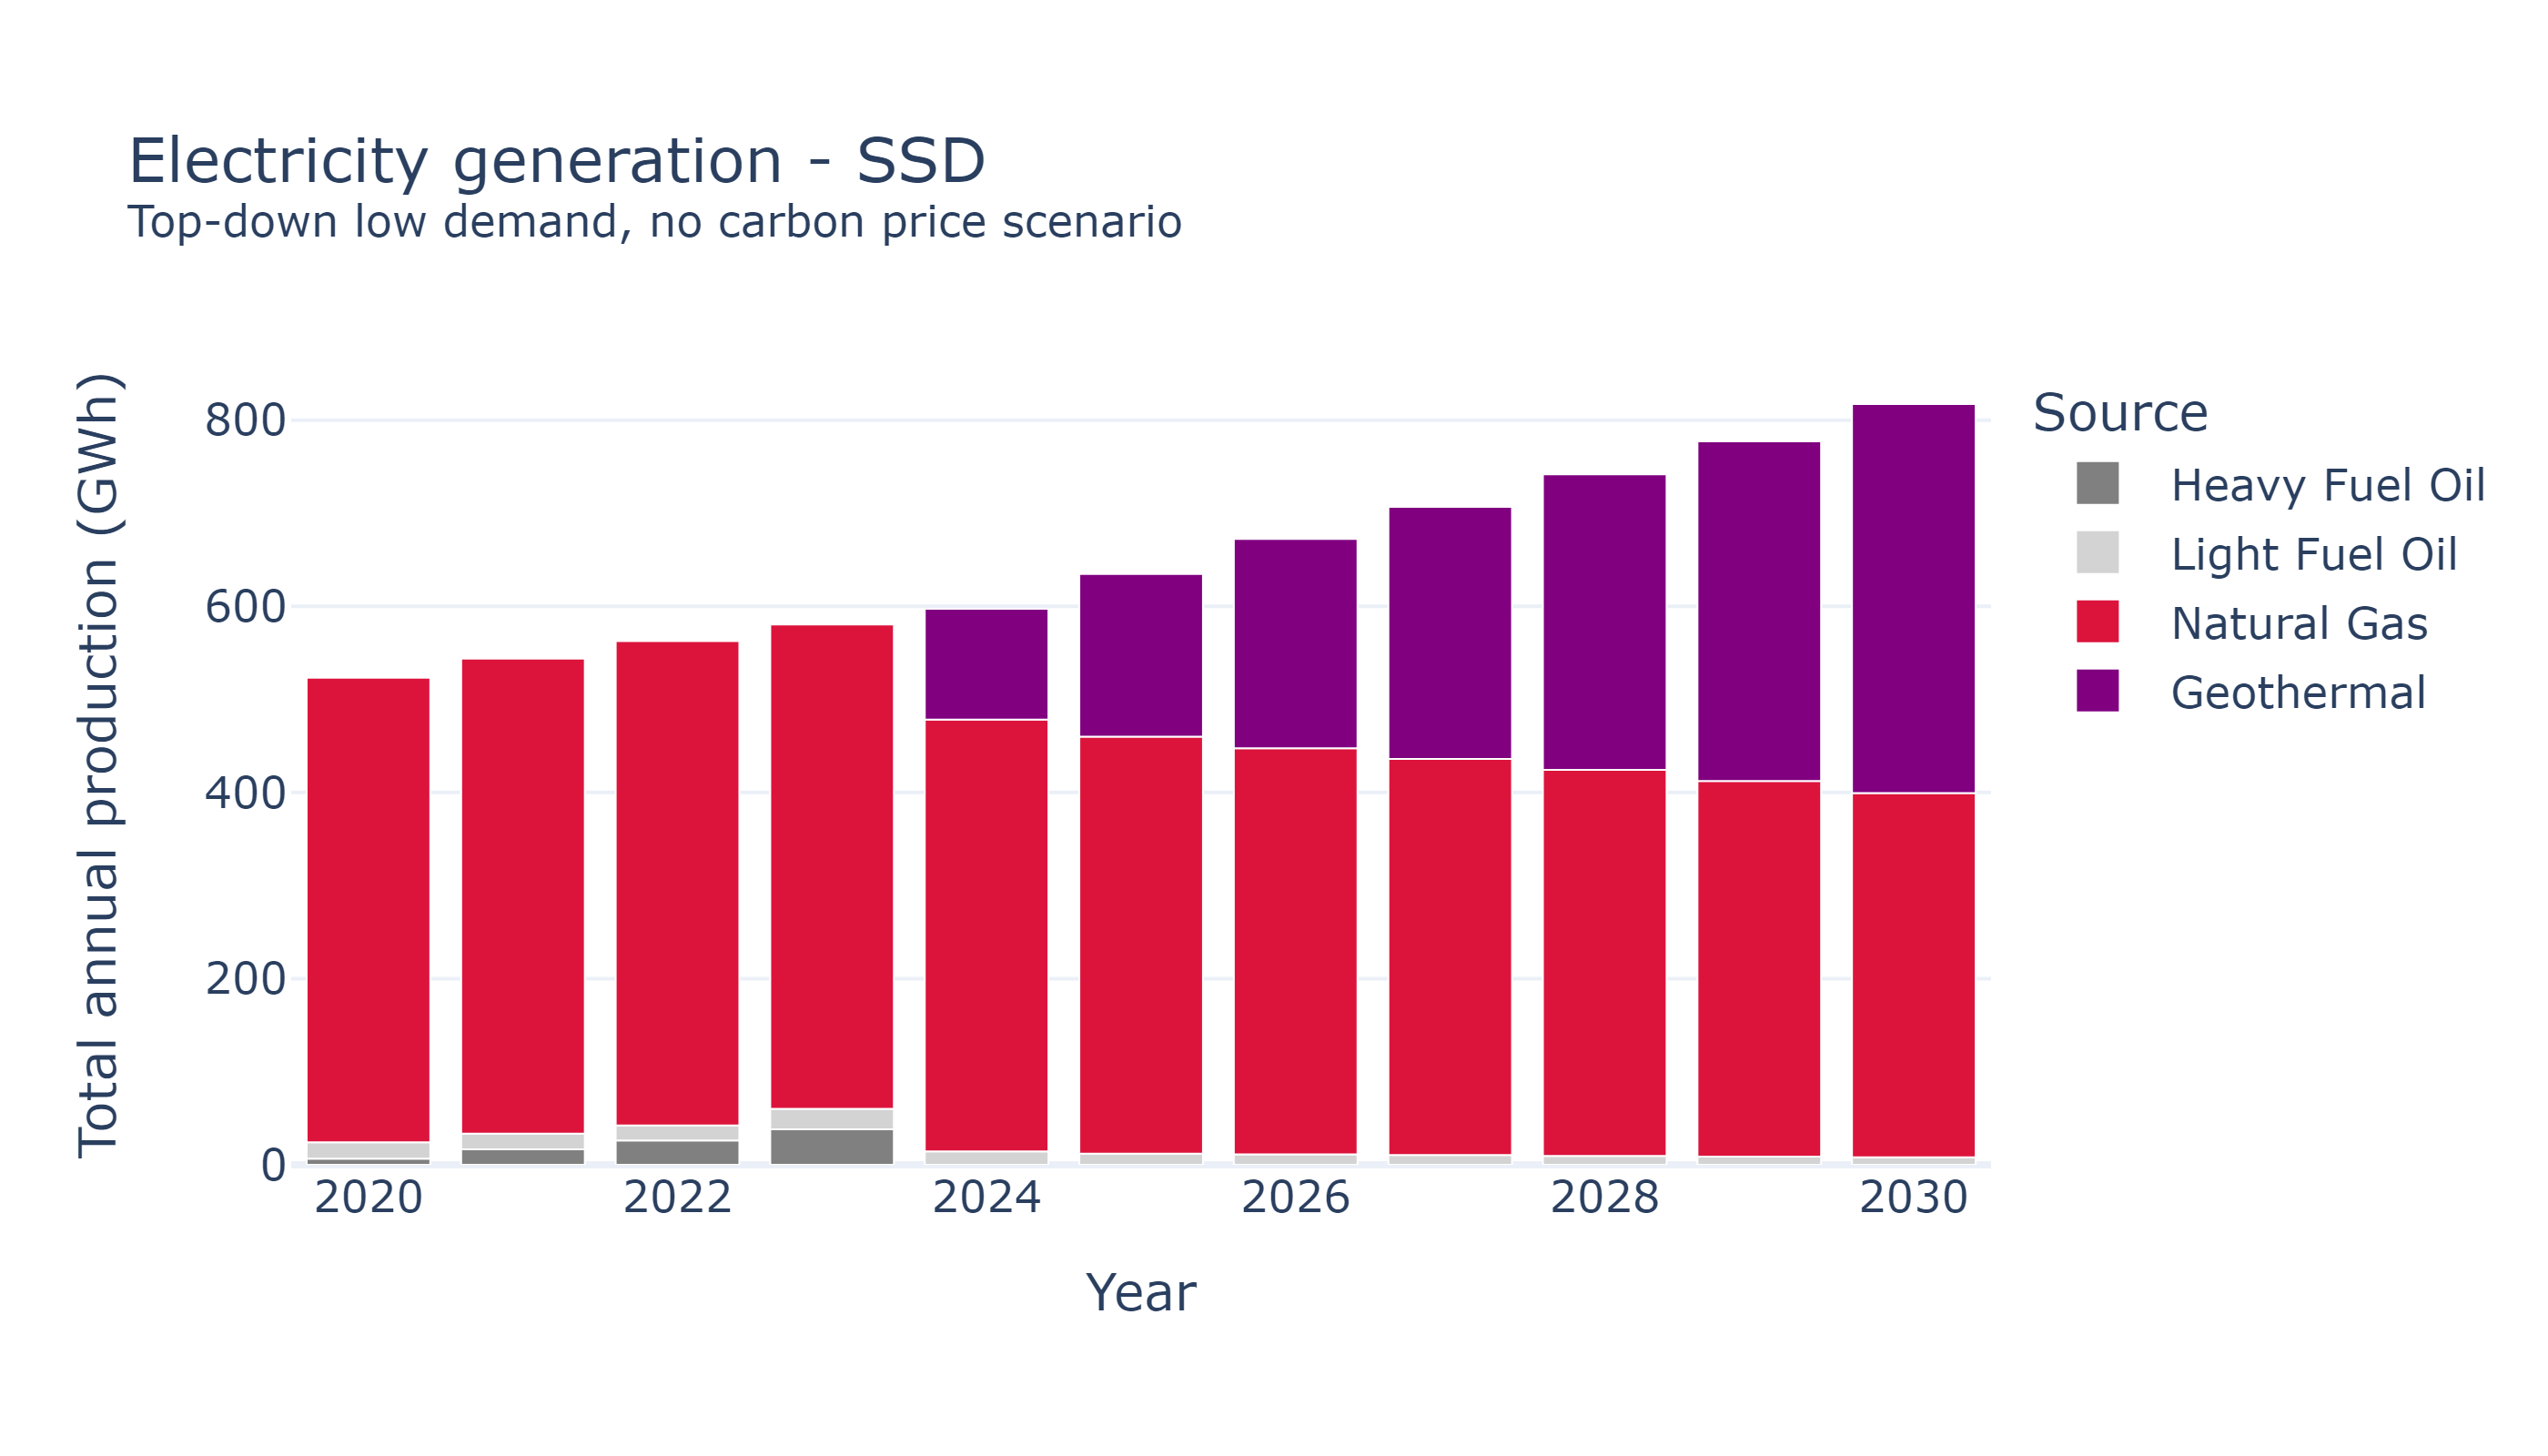 Electricity generation - SSD
Top-down low demand, no carbon price scenario
Total annual production (GWh)
800
600
400
200
0
2020 2022 2024 2026 2028 2030
Year
Source
Heavy Fuel Oil
Light Fuel Oil
Natural Gas
Geothermal